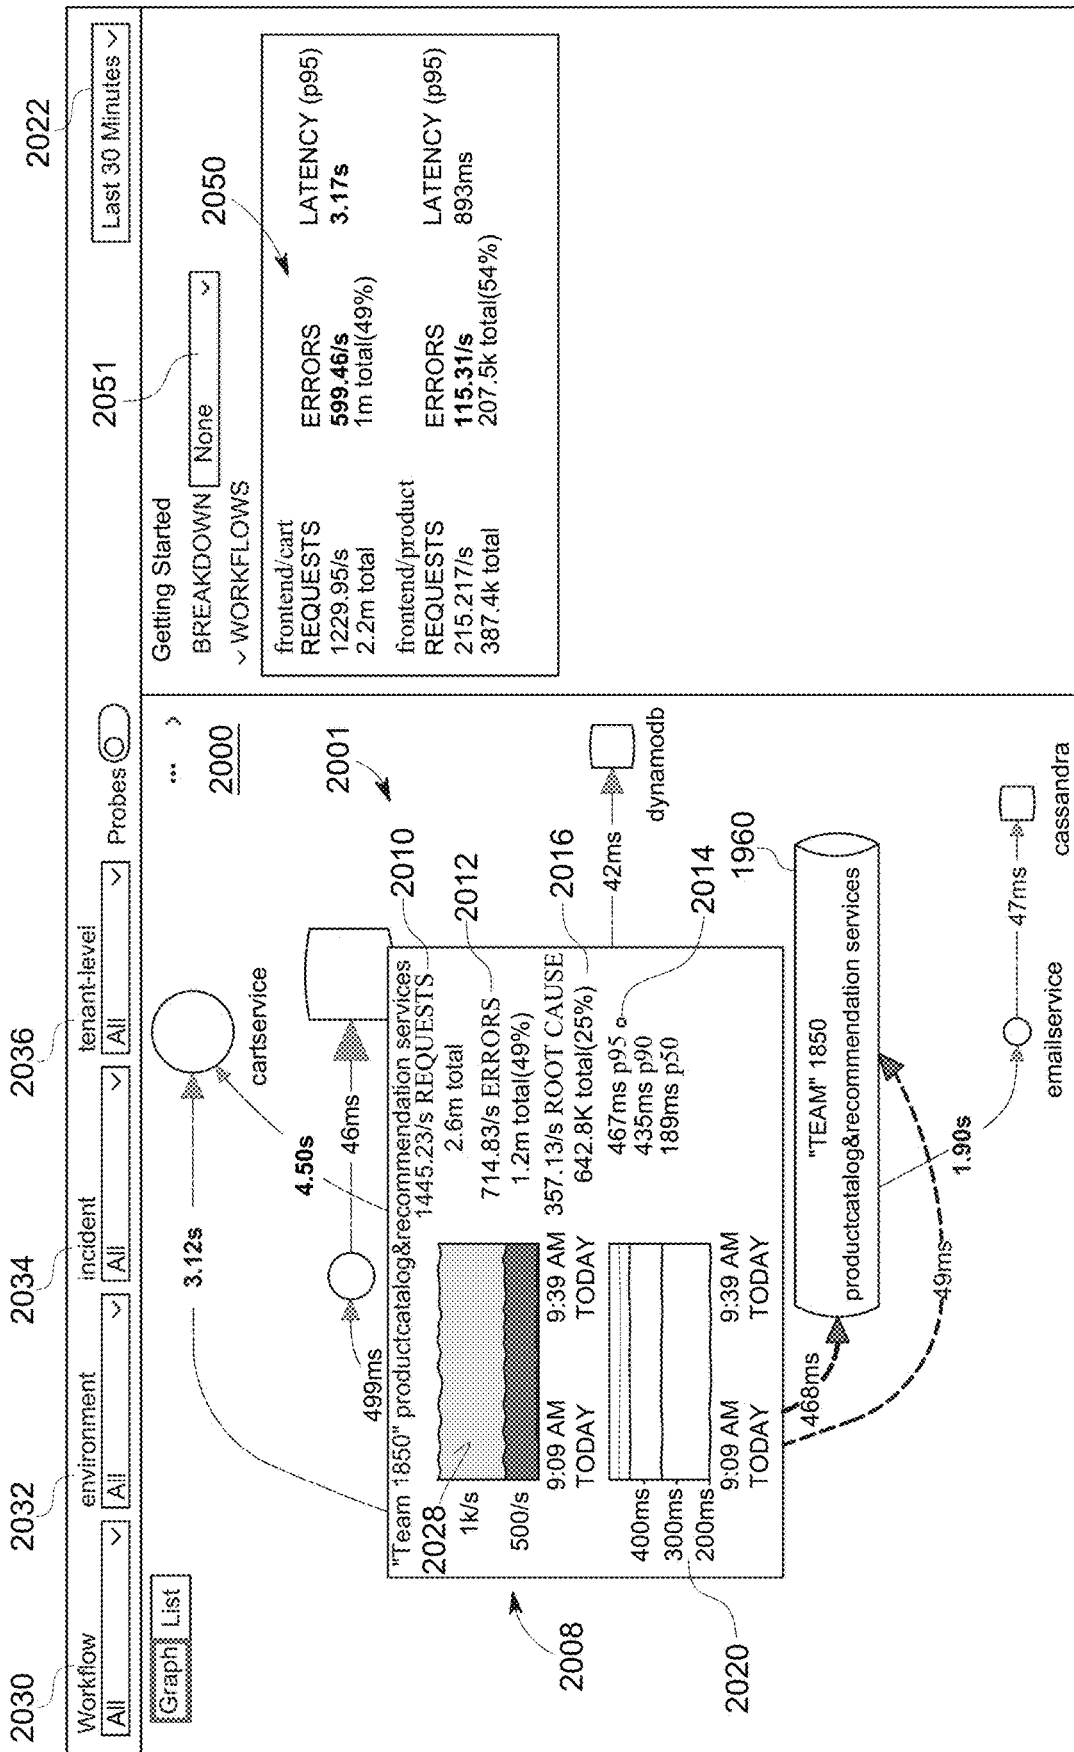 2030
2032
2034
2036
2022
Workflow
environment
incident
tenant-level
All
All
All
All
Probes
Last 30 Minutes
Graph
List
...
2000
2001
3.12s
cartservice
4.50s
499ms
46ms
"Team 1850" productcatalog&recommendation services
2028
1445.23/s REQUESTS
2010
2.6m total
1k/s
714.83/s ERRORS
2012
500/s
1.2m total(49%)
9:09 AM
TODAY
9:39 AM
TODAY
357.13/s ROOT CAUSE
642.8K total(25%)
2016
467ms p95
435ms p90
189ms p50
2014
400ms
300ms
200ms
9:09 AM
TODAY
9:39 AM
TODAY
2008
2020
42ms
dynamodb
1960
468ms
"TEAM" 1850
productcatalog&recommendation services
49ms
1.90s
47ms
emailservice
cassandra
Getting Started
2051
BREAKDOWN
None
2050
WORKFLOWS
frontend/cart
REQUESTS
ERRORS
LATENCY (p95)
1229.95/s
599.46/s
3.17s
2.2m total
1m total(49%)
frontend/product
REQUESTS
ERRORS
LATENCY (p95)
215.217/s
115.31/s
893ms
387.4k total
207.5k total(54%)